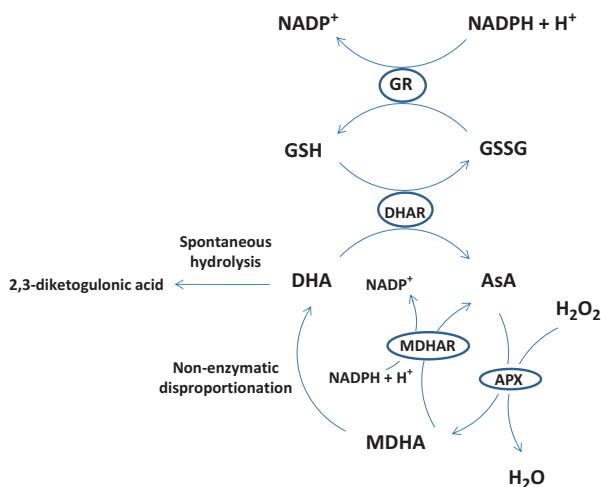 NADP⁺ NADPH + H⁺
GR
GSH GSSG
DHAR
Spontaneous
hydrolysis
2,3-diketogulonic acid DHA NADP⁺ AsA
H₂O₂
MDHAR
Non-enzymatic
disproportionation
NADPH + H⁺
APX
MDHA
H₂O